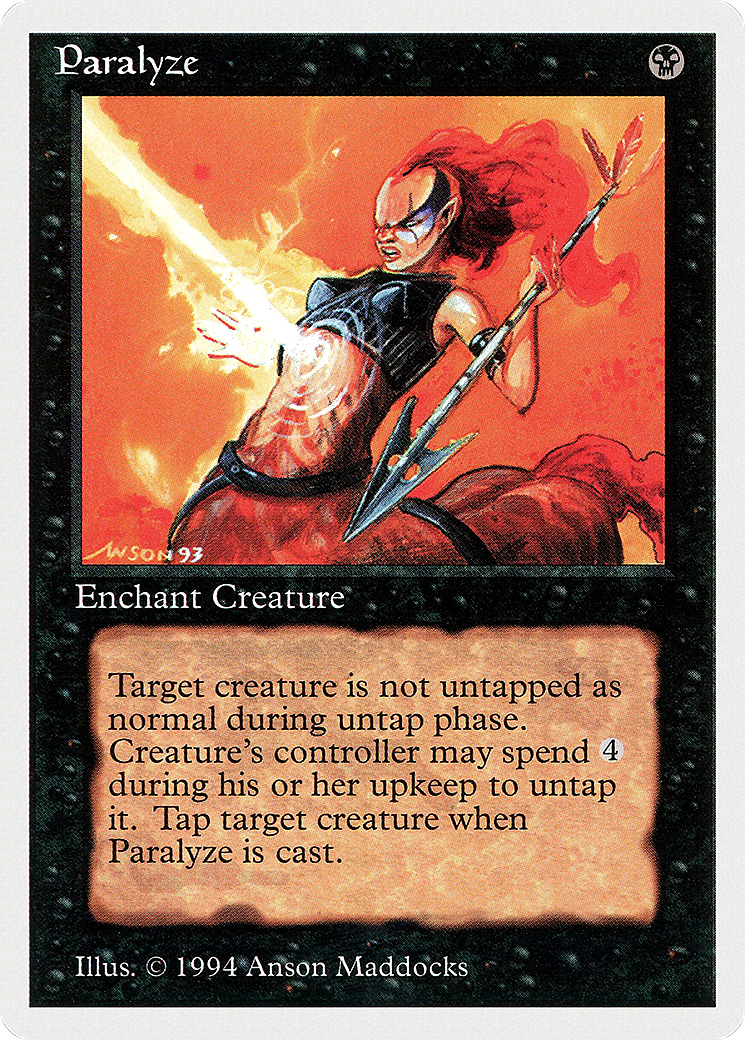 Paralyze
ANSON 93
Enchant Creature
Target creature is not untapped as
normal during untap phase.
Creature's controller may spend 4
during his or her upkeep to untap
it. Tap target creature when
Paralyze is cast.
Illus. © 1994 Anson Maddocks